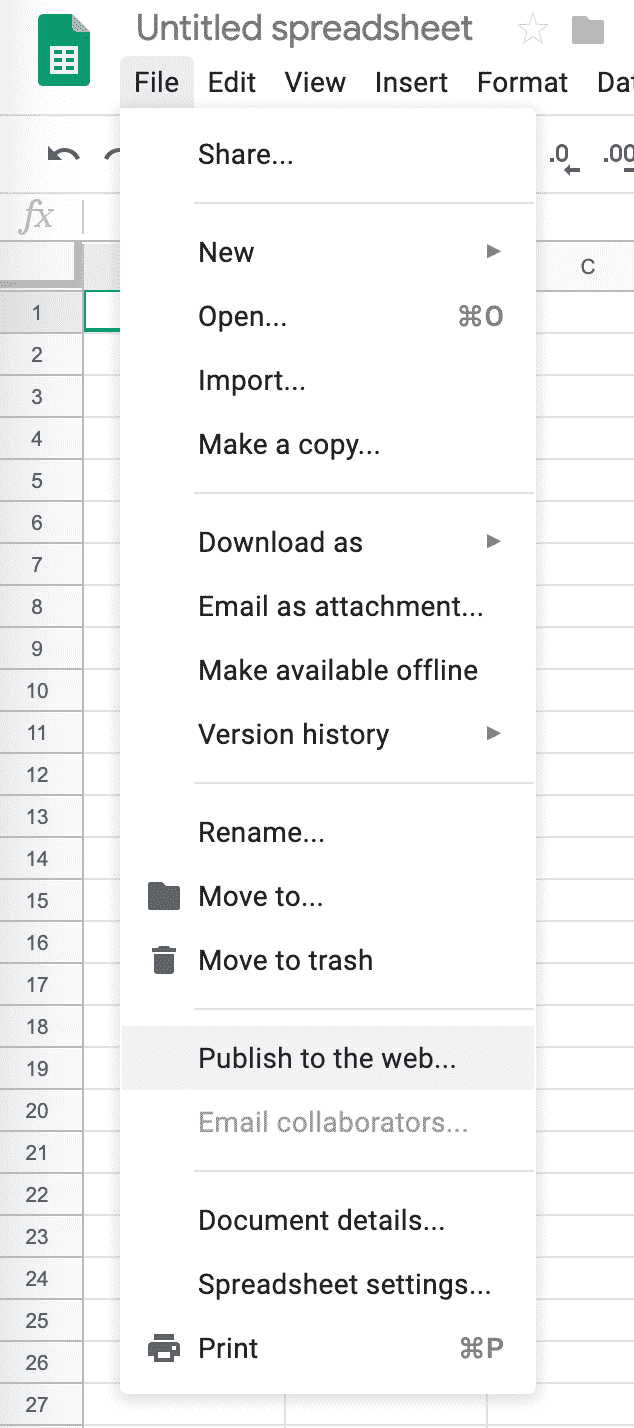 Untitled spreadsheet
File Edit View Insert Format Dat
.0 .00
fx
C
Share...
New ►
Open... ⌘O
Import...
Make a copy...
Download as ►
Email as attachment...
Make available offline
Version history ►
Rename...
Move to...
Move to trash
Publish to the web...
Email collaborators...
Document details...
Spreadsheet settings...
Print ⌘P
1
2
3
4
5
6
7
8
9
10
11
12
13
14
15
16
17
18
19
20
21
22
23
24
25
26
27